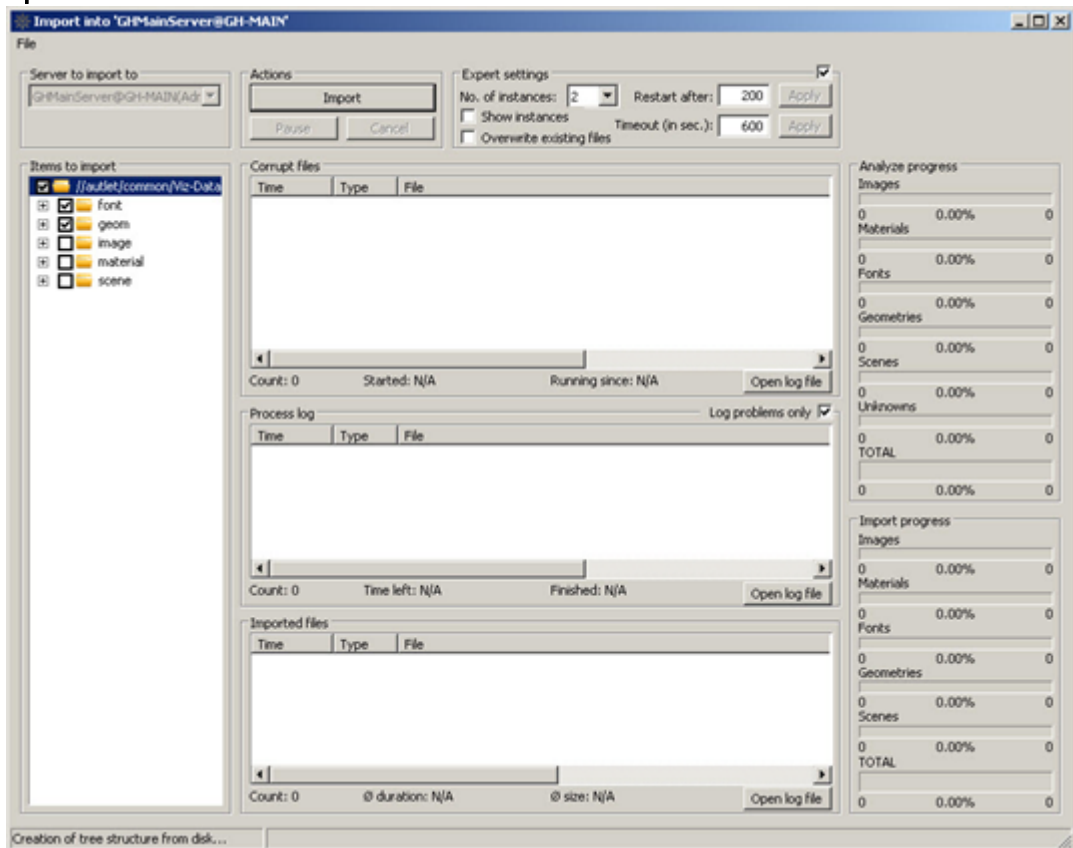 Import into 'GHMainServer@GH-MAIN'
File
Server to import to
GHMainServer@GH-MAIN(Adr
Actions
Import
Pause
Cancel
Expert settings
No. of instances: 2
Restart after: 200 Apply
Show instances
Timeout (in sec.): 600 Apply
Overwrite existing files
Items to import
//autlet/common/Viz-Data
font
geom
image
material
scene
Corrupt files
Time Type File
Count: 0 Started: N/A Running since: N/A Open log file
Process log Log problems only
Time Type File
Count: 0 Time left: N/A Finished: N/A Open log file
Imported files
Time Type File
Count: 0 Ø duration: N/A Ø size: N/A Open log file
Analyze progress
Images
0 0.00% 0
Materials
0 0.00% 0
Fonts
0 0.00% 0
Geometries
0 0.00% 0
Scenes
0 0.00% 0
Unknowns
0 0.00% 0
TOTAL
0 0.00% 0
Import progress
Images
0 0.00% 0
Materials
0 0.00% 0
Fonts
0 0.00% 0
Geometries
0 0.00% 0
Scenes
0 0.00% 0
TOTAL
0 0.00% 0
Creation of tree structure from disk...